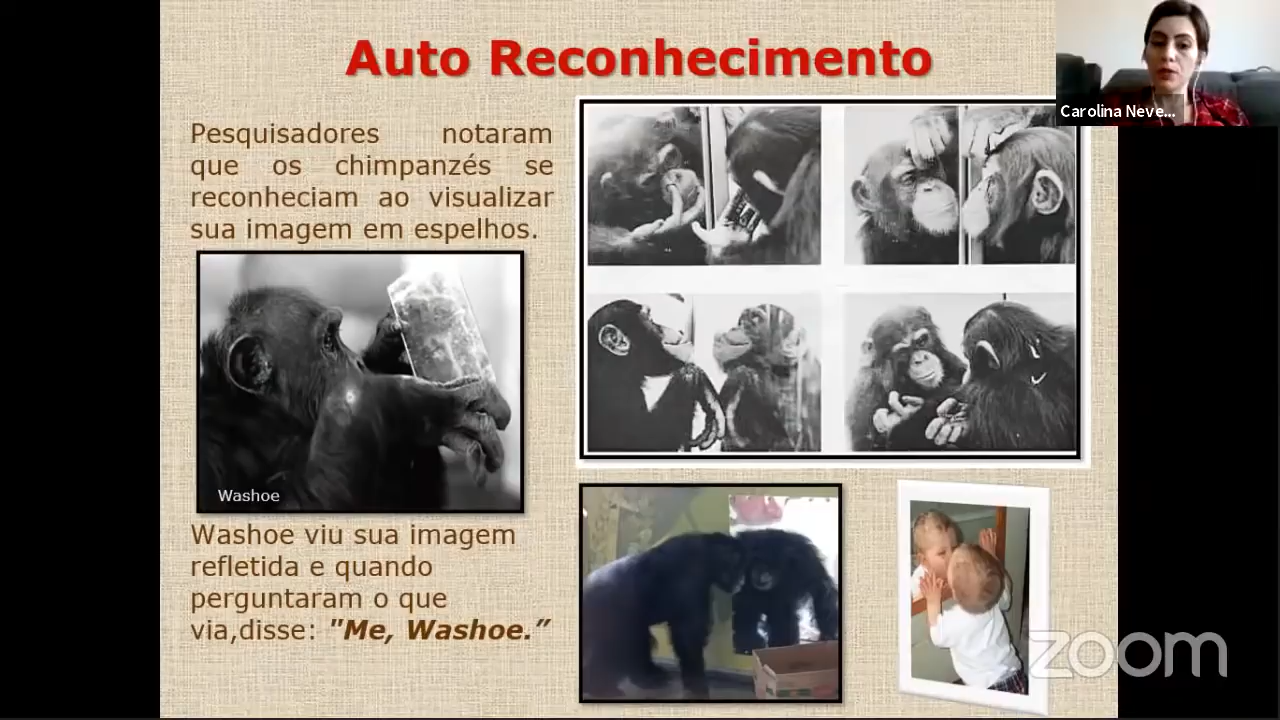 Auto Reconhecimento
Carolina Neve...
Pesquisadores notaram
que os chimpanzés se
reconheciam ao visualizar
sua imagem em espelhos.
Washoe
Washoe viu sua imagem
refletida e quando
perguntaram o que
via,disse: "Me, Washoe.”
zoom